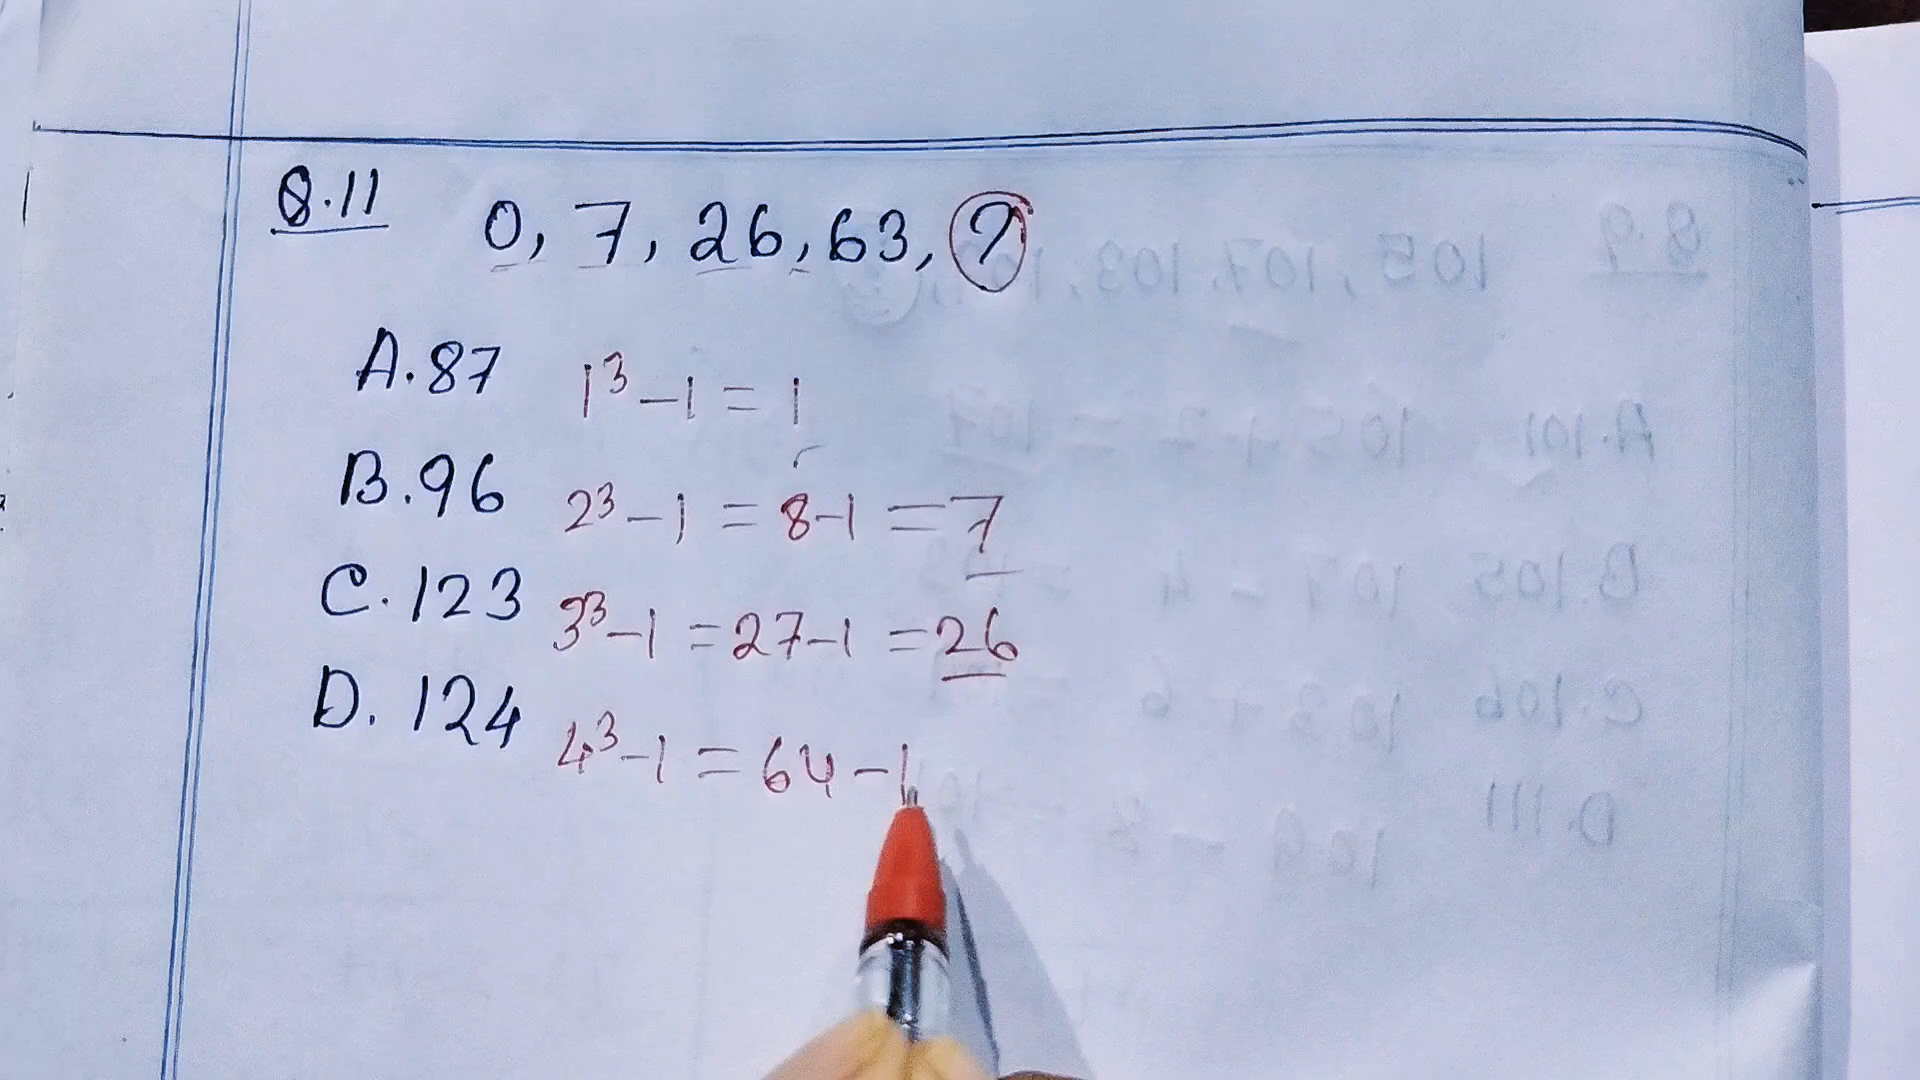 Q.11 0, 7, 26, 63, ?
A. 87 1³ - 1 = 1
B. 96 2³ - 1 = 8 - 1 = 7
C. 123 3³ - 1 = 27 - 1 = 26
D. 124 4³ - 1 = 64 - 1